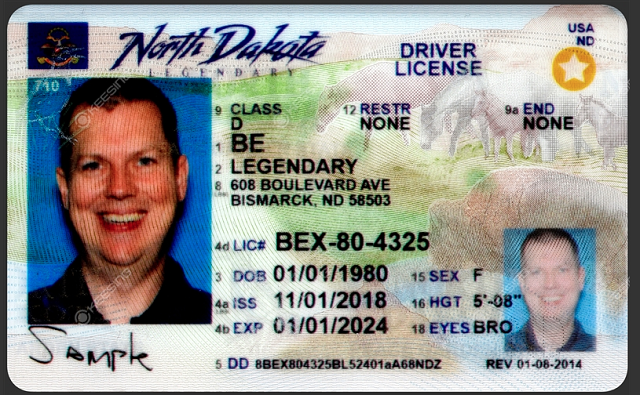 North Dakota
LEGENDARY
DRIVER
LICENSE
USA
ND
9 CLASS
D
12 RESTR
NONE
9a END
NONE
1 BE
2 LEGENDARY
8 608 BOULEVARD AVE
BISMARCK, ND 58503
4d LIC# BEX-80-4325
3 DOB 01/01/1980
15 SEX F
4a ISS 11/01/2018
16 HGT 5'-08"
4b EXP 01/01/2024
18 EYES BRO
Sample
5 DD 8BEX804325BL52401aA68NDZ
REV 01-08-2014